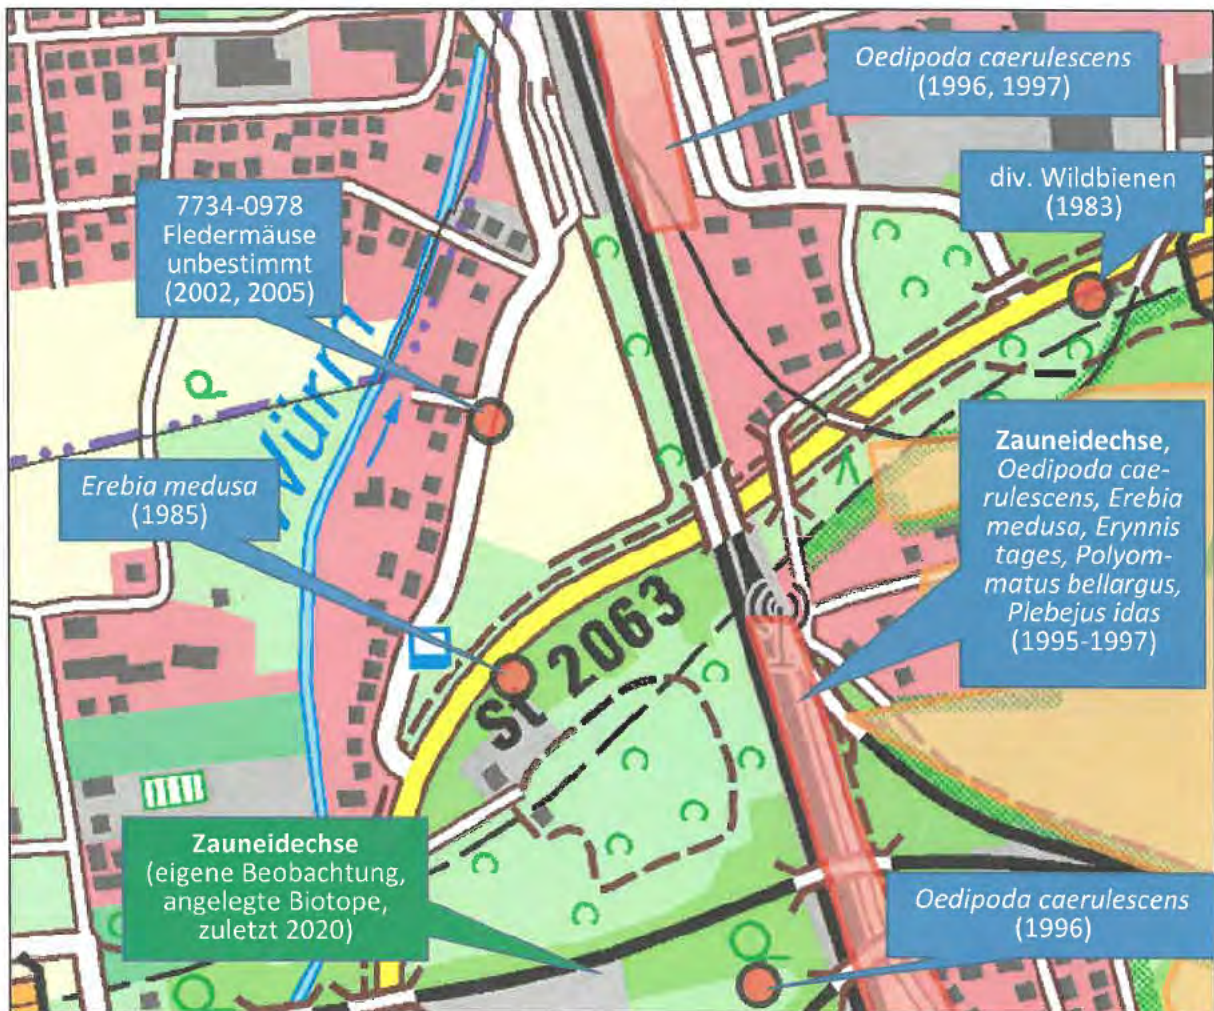 Oedipoda caerulescens
(1996, 1997)
div. Wildbienen
(1983)
7734-0978
Fledermäuse
unbestimmt
(2002, 2005)
Würm
Erebia medusa
(1985)
Zauneidechse,
Oedipoda cae-
rulescens, Erebia
medusa, Erynnis
tages, Polyom-
matus bellargus,
Plebejus idas
(1995-1997)
St 2063
Zauneidechse
(eigene Beobachtung,
angelegte Biotope,
zuletzt 2020)
Oedipoda caerulescens
(1996)